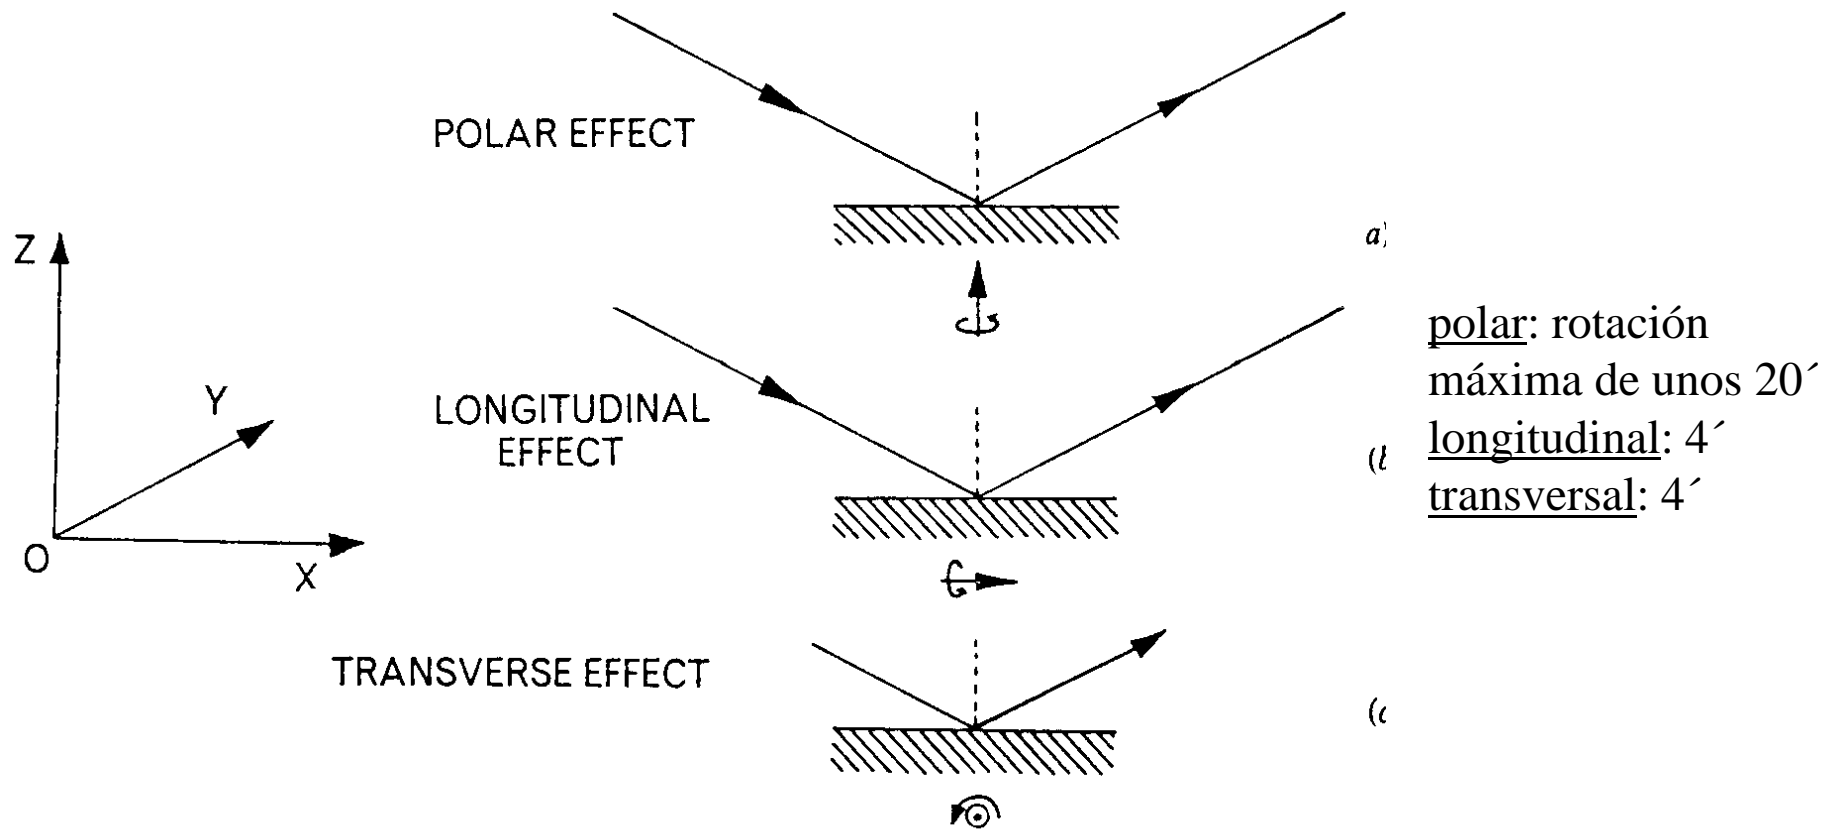 POLAR EFFECT
a)
Z
Y
O
X
LONGITUDINAL
EFFECT
(b
TRANSVERSE EFFECT
(c
polar: rotación
máxima de unos 20´
longitudinal: 4´
transversal: 4´